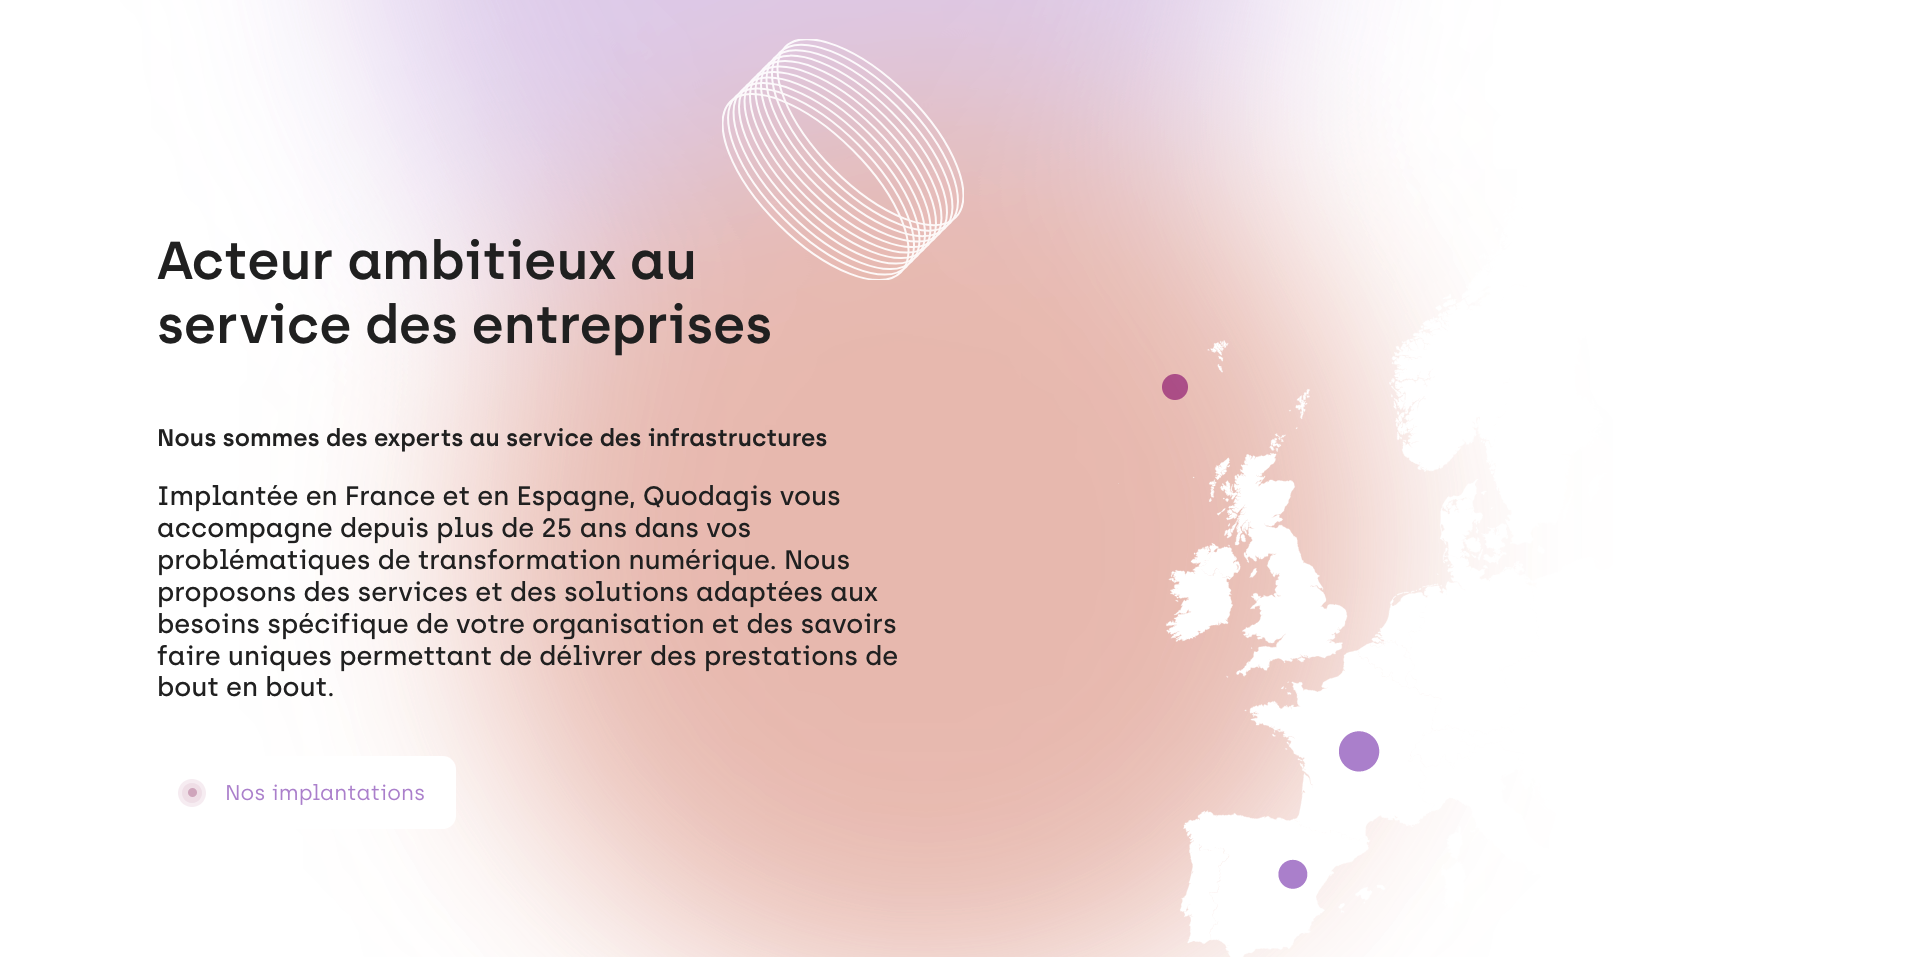 Acteur ambitieux au
service des entreprises
Nous sommes des experts au service des infrastructures
Implantée en France et en Espagne, Quodagis vous
accompagne depuis plus de 25 ans dans vos
problématiques de transformation numérique. Nous
proposons des services et des solutions adaptées aux
besoins spécifique de votre organisation et des savoirs
faire uniques permettant de délivrer des prestations de
bout en bout.
Nos implantations